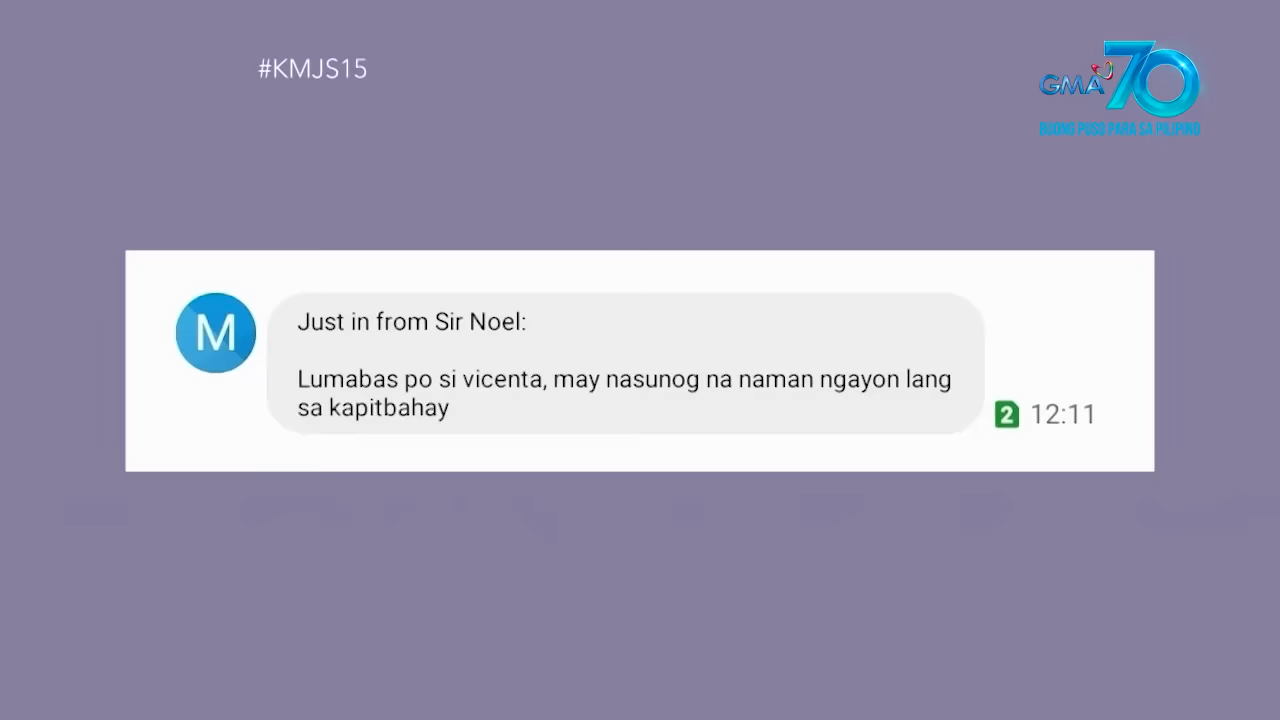 #KMJS15
GMA 70
BUONG PUSO PARA SA PILIPINO
M
Just in from Sir Noel:
Lumabas po si vicenta, may nasunog na naman ngayon lang
sa kapitbahay
2 12:11